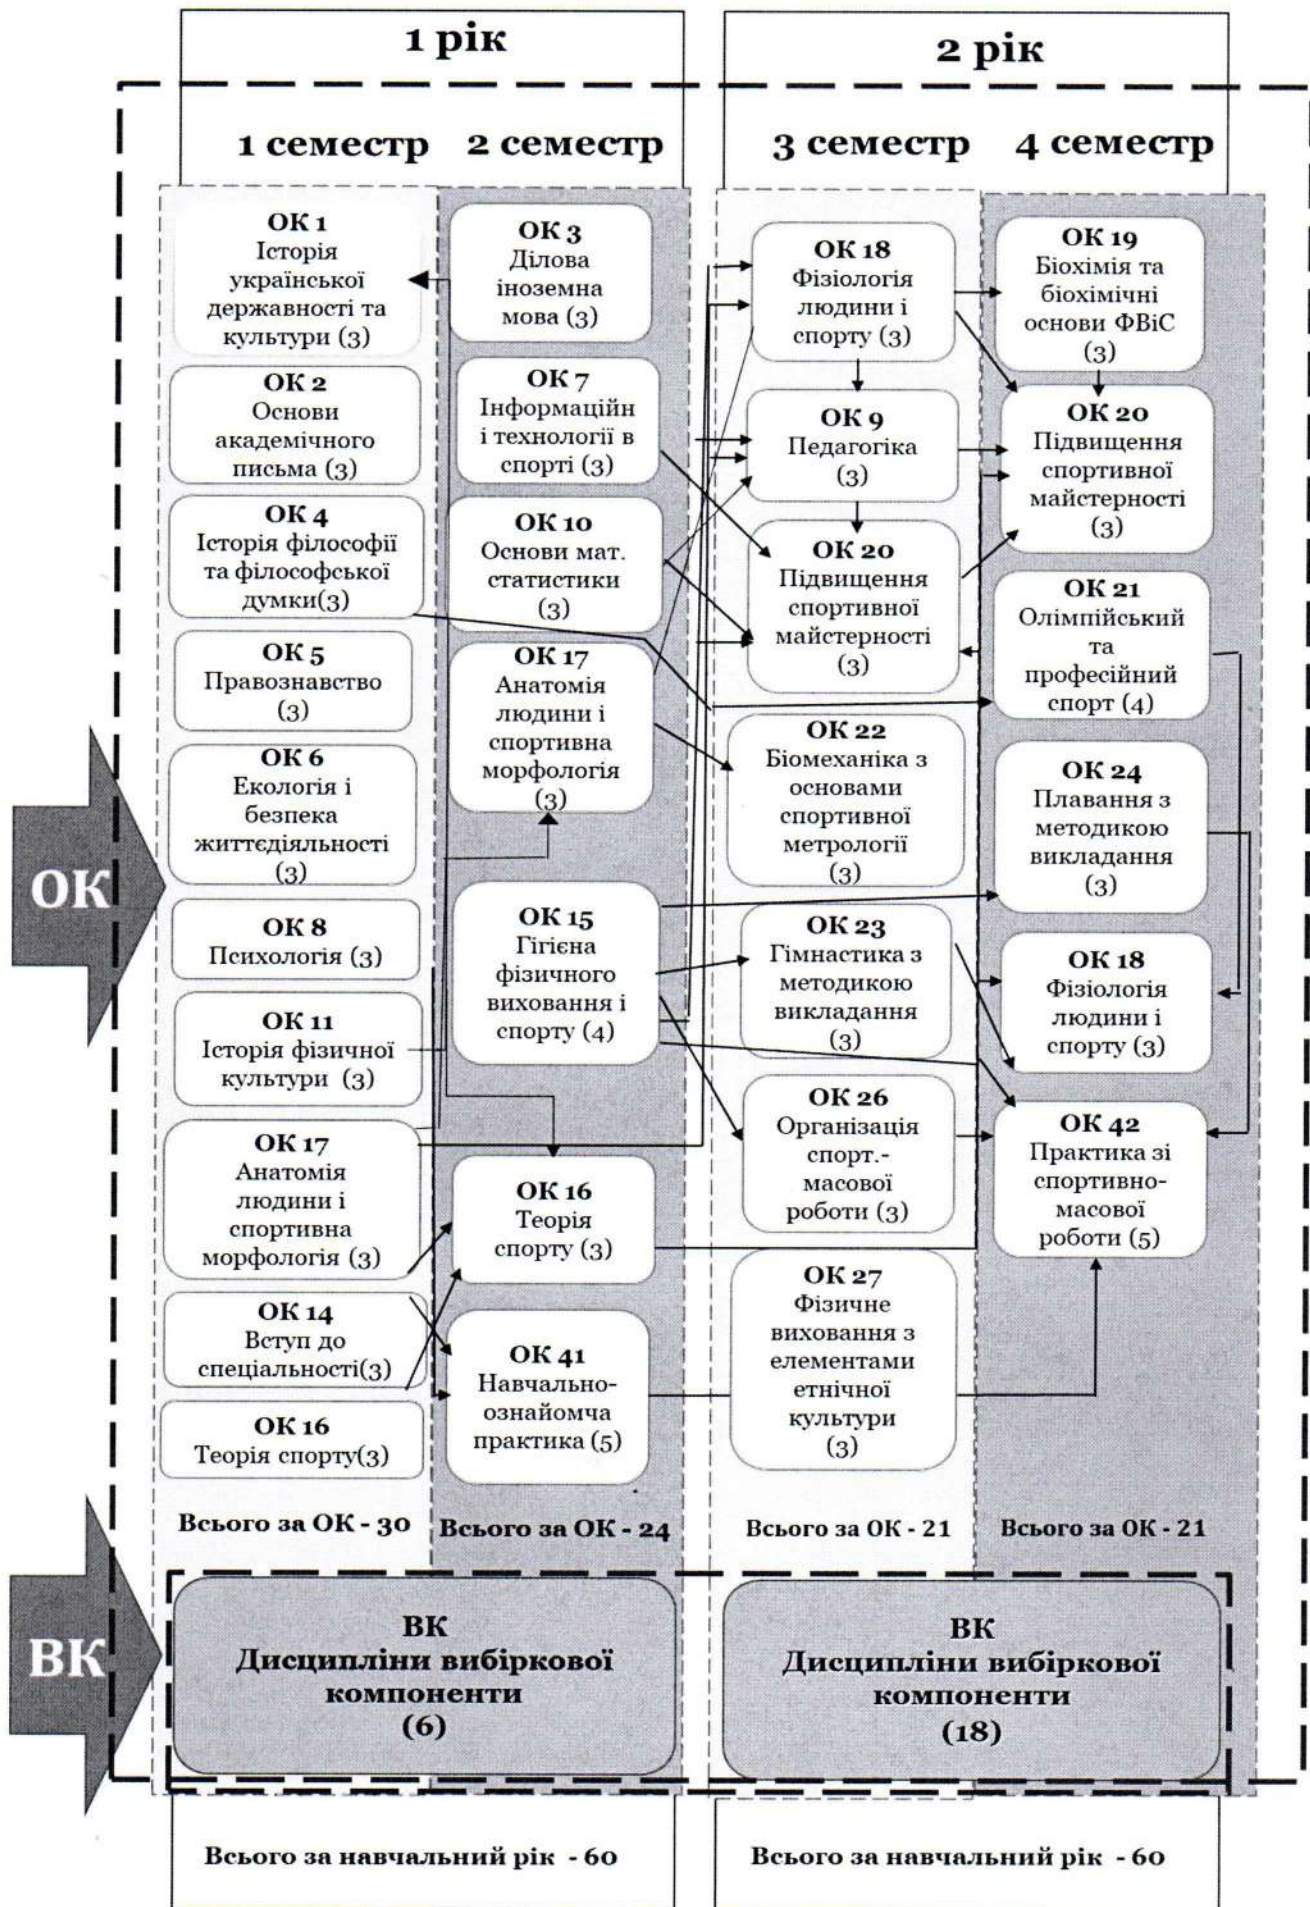 1 рік
1 семестр
2 семестр
ОК 1
Історія
української
державності та
культури (3)
ОК 2
Основи
академічного
письма (3)
ОК 4
Історія філософії
та філософської
думки(3)
ОК 5
Правознавство
(3)
ОК 6
Екологія і
безпека
життєдіяльності
(3)
ОК 8
Психологія (3)
ОК 11
Історія фізичної
культури (3)
ОК 17
Анатомія
людини і
спортивна
морфологія (3)
ОК 14
Вступ до
спеціальності(3)
ОК 16
Теорія спорту(3)
Всього за ОК - 30
ОК 3
Ділова
іноземна
мова (3)
ОК 7
Інформаційн
і технології в
спорті (3)
ОК 10
Основи мат.
статистики
(3)
ОК 17
Анатомія
людини і
спортивна
морфологія
(3)
ОК 15
Гігієна
фізичного
виховання і
спорту (4)
ОК 16
Теорія
спорту (3)
ОК 41
Навчально-
ознайомча
практика (5)
Всього за ОК - 24
2 рік
3 семестр
4 семестр
ОК 18
Фізіологія
людини і
спорту (3)
ОК 9
Педагогіка
(3)
ОК 20
Підвищення
спортивної
майстерності
(3)
ОК 22
Біомеханіка з
основами
спортивної
метрології
(3)
ОК 23
Гімнастика з
методикою
викладання
(3)
ОК 26
Організація
спорт.-
масової
роботи (3)
ОК 27
Фізичне
виховання з
елементами
етнічної
культури
(3)
Всього за ОК - 21
ОК 19
Біохімія та
біохімічні
основи ФВіС
(3)
ОК 20
Підвищення
спортивної
майстерності
(3)
ОК 21
Олімпійський
та
професійний
спорт (4)
ОК 24
Плавання з
методикою
викладання
(3)
ОК 18
Фізіологія
людини і
спорту (3)
ОК 42
Практика зі
спортивно-
масової
роботи (5)
Всього за ОК - 21
ОК
ВК
ВК
Дисципліни вибіркової
компоненти
(6)
ВК
Дисципліни вибіркової
компоненти
(18)
Всього за навчальний рік - 60
Всього за навчальний рік - 60